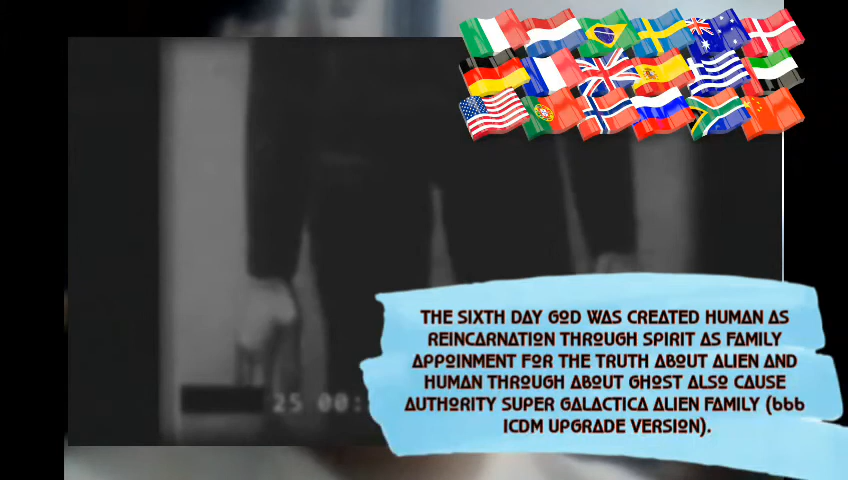 THE SIXTH DAY GOD WAS CREATED HUMAN AS
REINCARNATION THROUGH SPIRIT AS FAMILY
APPOINMENT FOR THE TRUTH ABOUT ALIEN AND
HUMAN THROUGH ABOUT GHOST ALSO CAUSE
AUTHORITY SUPER GALACTICA ALIEN FAMILY (666
ICDM UPGRADE VERSION).
25 00: